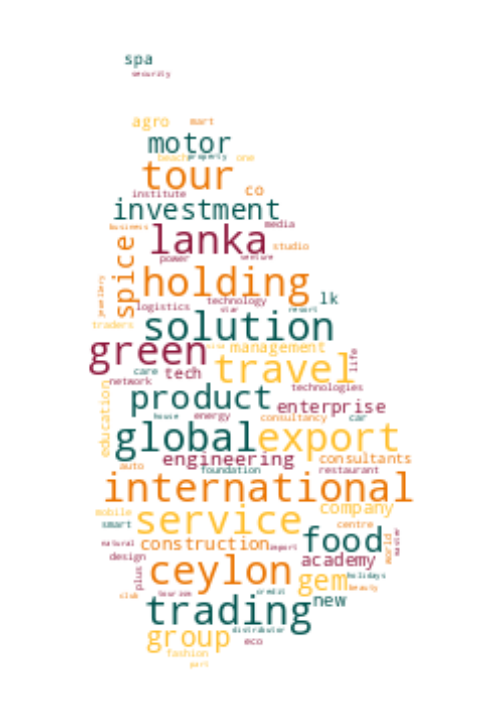 spa
security
agro mart
motor
beach property one
tour
institute co
investment
business media
lanka
spice studio
power venture
holding
jewellery technology lk
logistics star resort
solution
traders
green management
travel life
care tech
network technologies
product
education enterprise
house energy consultancy car
global export
engineering consultants
auto foundation restaurant
international
mobile company
service
smart centre
food
natural construction import world master
design academy
ceylon gem holidays
plus beauty
club tourism credit
trading new
group distributor
eco
fashion
part